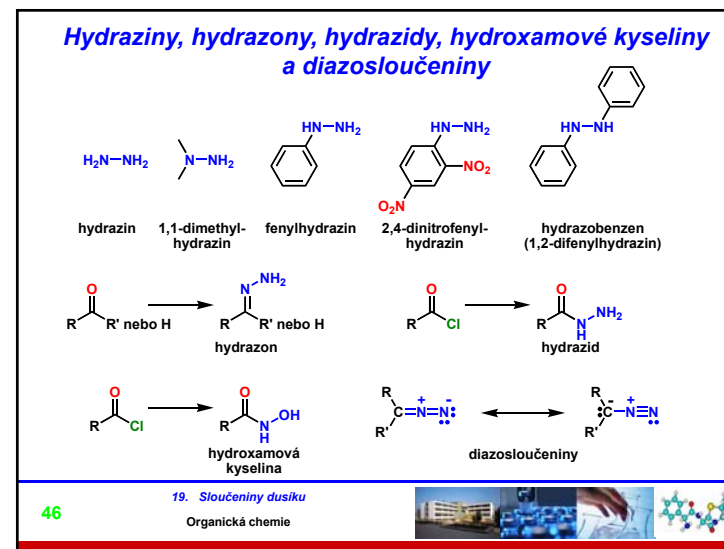 Hydraziny, hydrazony, hydrazidy, hydroxamové kyseliny
a diazosloučeniny
H₂N–NH₂
N–NH₂
HN–NH₂
HN–NH₂
NO₂
O₂N
HN–NH
hydrazin
1,1-dimethyl-
hydrazin
fenylhydrazin
2,4-dinitrofenyl-
hydrazin
hydrobenzen
(1,2-difenylhydrazin)
O
R
R' nebo H
N
NH₂
R
R' nebo H
hydrazon
O
R
Cl
O
R
N
H
NH₂
hydrazid
O
R
Cl
O
R
N
H
OH
hydroxamová
kyselina
R
R'
C=N=N:
+
-
R
R'
:C–N≡N
-
+
diazosloučeniny
46
19. Sloučeniny dusíku
Organická chemie